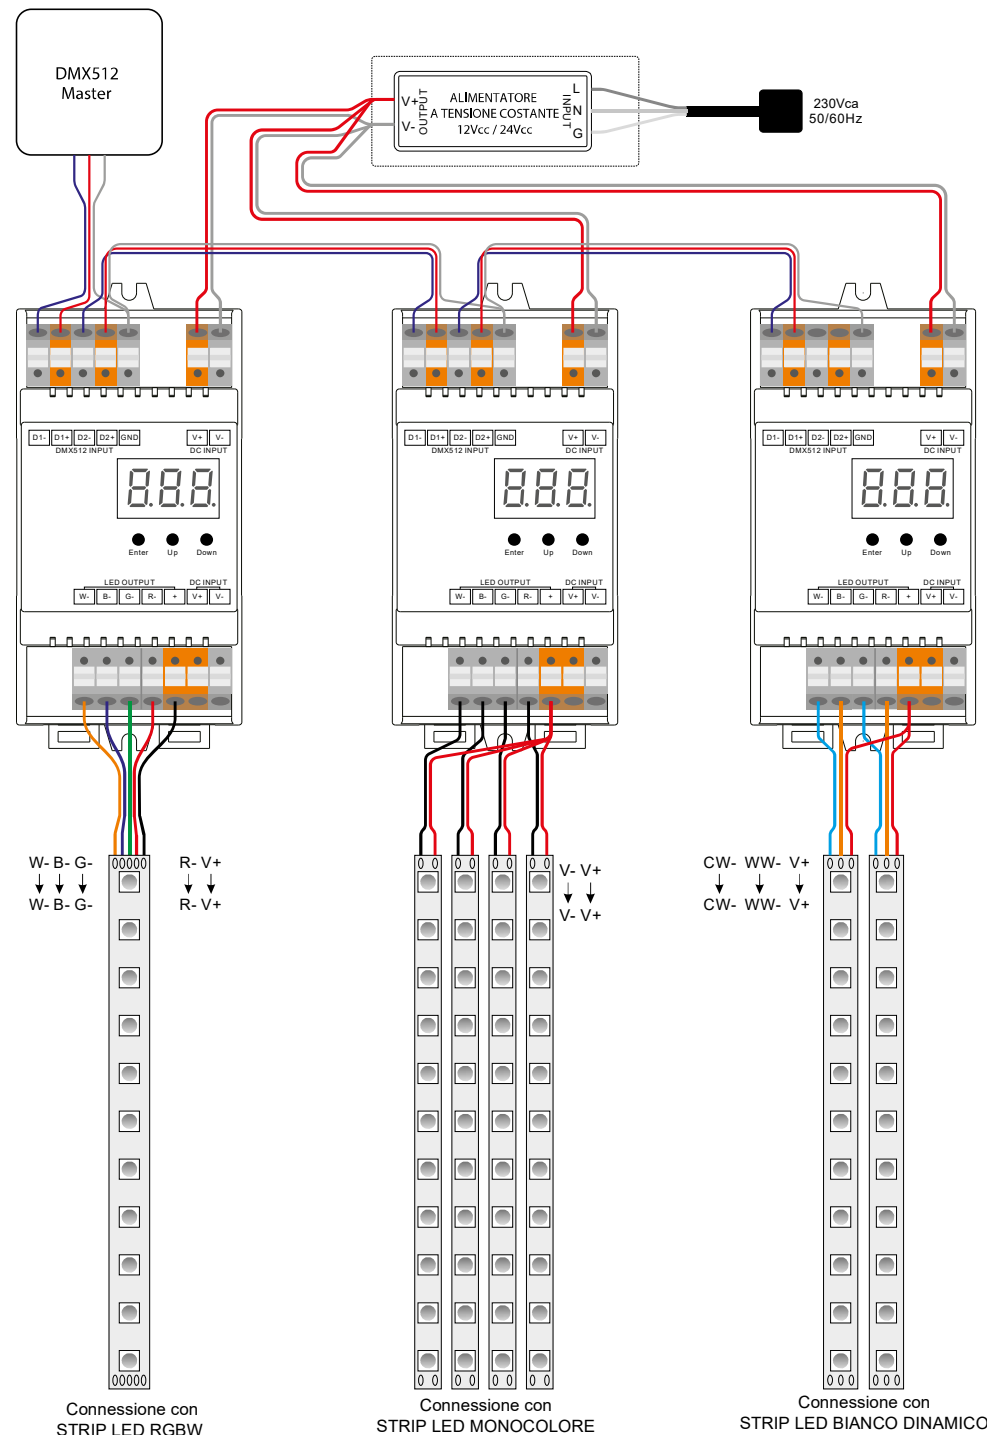 DMX512
Master
V+
V-
OUTPUT
ALIMENTATORE
A TENSIONE COSTANTE
12Vcc / 24Vcc
INPUT
L
N
G
230Vca
50/60Hz
D1- D1+ D2- D2+ GND
DMX512 INPUT
V+ V-
DC INPUT
Enter Up Down
LED OUTPUT
DC INPUT
W- B- G- R- + V+ V-
D1- D1+ D2- D2+ GND
DMX512 INPUT
V+ V-
DC INPUT
Enter Up Down
LED OUTPUT
DC INPUT
W- B- G- R- + V+ V-
D1- D1+ D2- D2+ GND
DMX512 INPUT
V+ V-
DC INPUT
Enter Up Down
LED OUTPUT
DC INPUT
W- B- G- R- + V+ V-
W- B- G- R- V+
W- B- G- R- V+
V- V+
V- V+
CW- WW- V+
CW- WW- V+
Connessione con
STRIP LED RGBW
Connessione con
STRIP LED MONOCOLORE
Connessione con
STRIP LED BIANCO DINAMICO